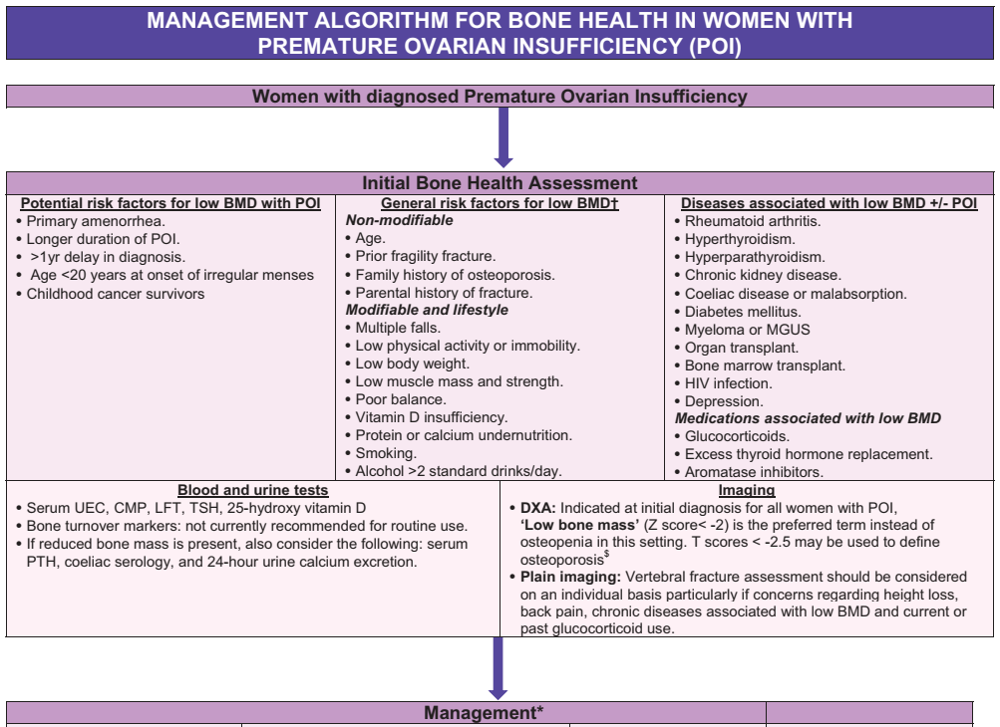 MANAGEMENT ALGORITHM FOR BONE HEALTH IN WOMEN WITH
PREMATURE OVARIAN INSUFFICIENCY (POI)
Women with diagnosed Premature Ovarian Insufficiency
Initial Bone Health Assessment
Potential risk factors for low BMD with POI
• Primary amenorrhea.
• Longer duration of POI.
• >1yr delay in diagnosis.
• Age <20 years at onset of irregular menses
• Childhood cancer survivors
General risk factors for low BMD†
Non-modifiable
• Age.
• Prior fragility fracture.
• Family history of osteoporosis.
• Parental history of fracture.
Modifiable and lifestyle
• Multiple falls.
• Low physical activity or immobility.
• Low body weight.
• Low muscle mass and strength.
• Poor balance.
• Vitamin D insufficiency.
• Protein or calcium undernutrition.
• Smoking.
• Alcohol >2 standard drinks/day.
Diseases associated with low BMD +/- POI
• Rheumatoid arthritis.
• Hyperthyroidism.
• Hyperparathyroidism.
• Chronic kidney disease.
• Coeliac disease or malabsorption.
• Diabetes mellitus.
• Myeloma or MGUS
• Organ transplant.
• Bone marrow transplant.
• HIV infection.
• Depression.
Medications associated with low BMD
• Glucocorticoids.
• Excess thyroid hormone replacement.
• Aromatase inhibitors.
Blood and urine tests
• Serum UEC, CMP, LFT, TSH, 25-hydroxy vitamin D
• Bone turnover markers: not currently recommended for routine use.
• If reduced bone mass is present, also consider the following: serum
PTH, coeliac serology, and 24-hour urine calcium excretion.
Imaging
• DXA: Indicated at initial diagnosis for all women with POI,
‘Low bone mass’ (Z score< -2) is the preferred term instead of
osteopenia in this setting. T scores < -2.5 may be used to define
osteoporosis$
• Plain imaging: Vertebral fracture assessment should be considered
on an individual basis particularly if concerns regarding height loss,
back pain, chronic diseases associated with low BMD and current or
past glucocorticoid use.
Management*